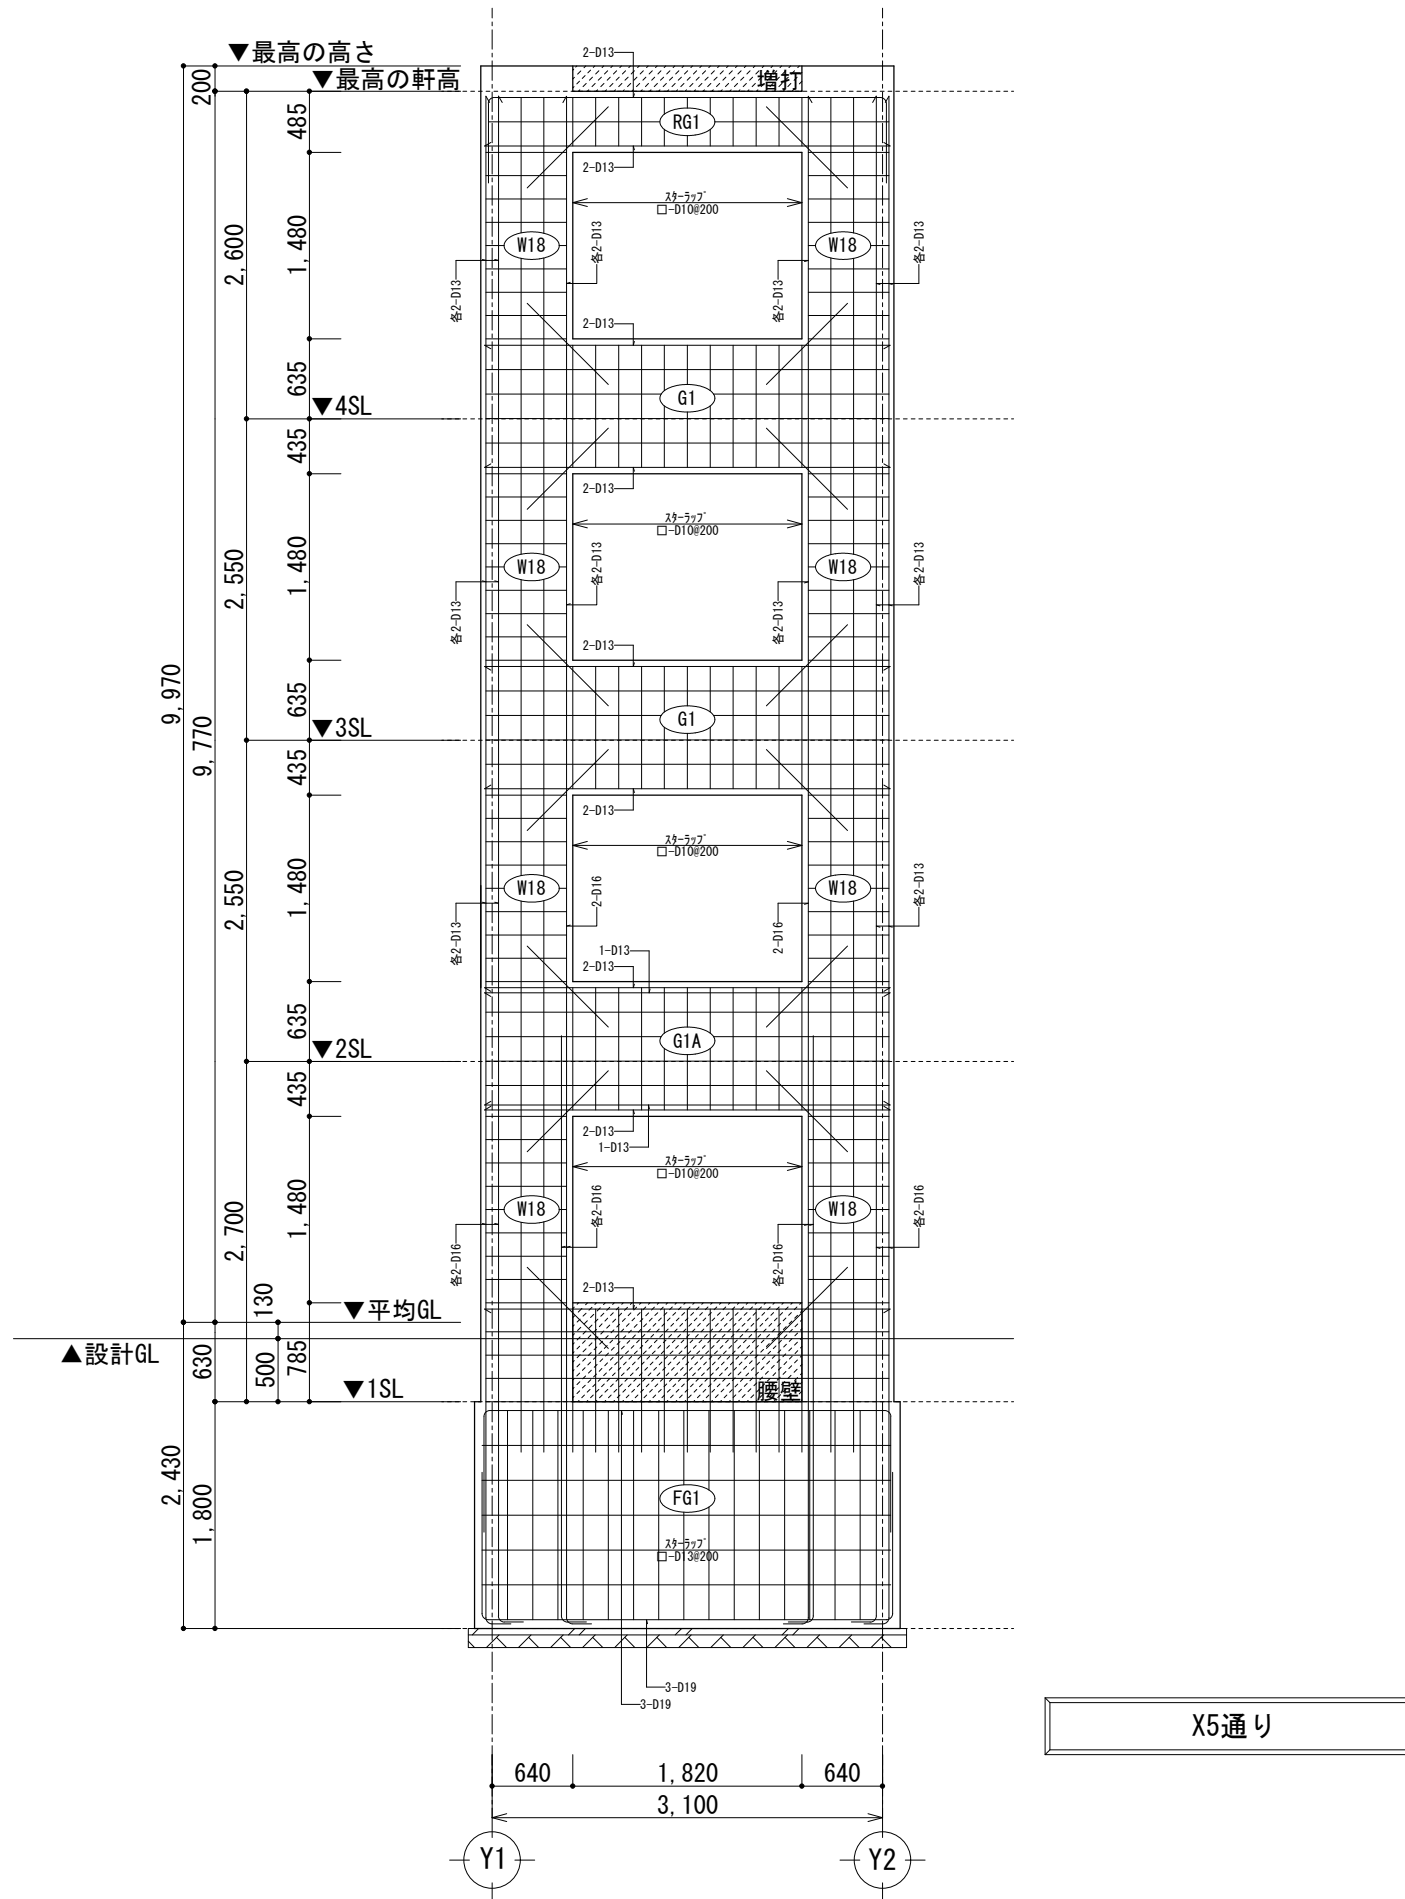 ▼最高の高さ
2-D13
増打
200
▼最高の軒高
485
RG1
2-D13
スターラップ
□-D10@200
2,600
1,480
W18
W18
各2-D13
各2-D13
各2-D13
各2-D13
2-D13
635
G1
▼4SL
435
2-D13
スターラップ
□-D10@200
2,550
1,480
W18
W18
各2-D13
各2-D13
各2-D13
各2-D13
2-D13
9,970
9,770
635
G1
▼3SL
435
2-D13
スターラップ
□-D10@200
2,550
1,480
W18
W18
各2-D13
2-D16
2-D16
各2-D13
1-D13
2-D13
635
G1A
▼2SL
435
2-D13
1-D13
スターラップ
□-D10@200
2,700
1,480
W18
W18
各2-D16
各2-D16
各2-D16
各2-D16
2-D13
130
▼平均GL
▲設計GL
630
500
785
▼1SL
腰壁
2,430
1,800
FG1
スターラップ
□-D13@200
3-D19
3-D19
X5通り
640
1,820
640
3,100
Y1
Y2